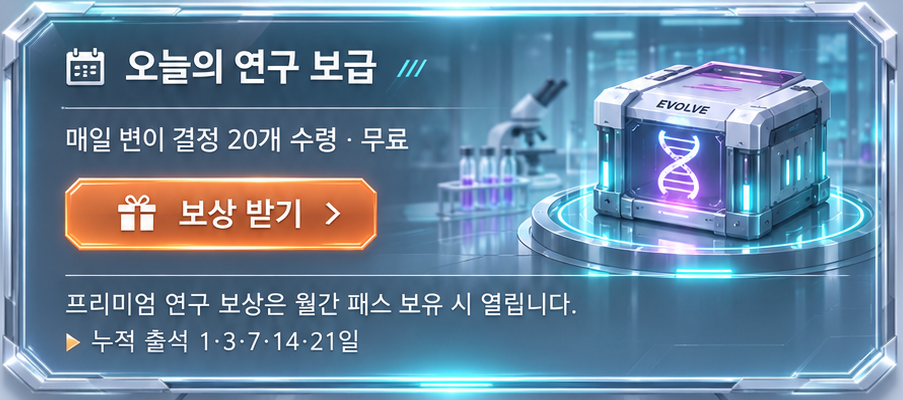 오늘의 연구 보급
매일 변이 결정 20개 수령 · 무료
보상 받기
EVOLVE
프리미엄 연구 보상은 월간 패스 보유 시 열립니다.
누적 출석 1·3·7·14·21일